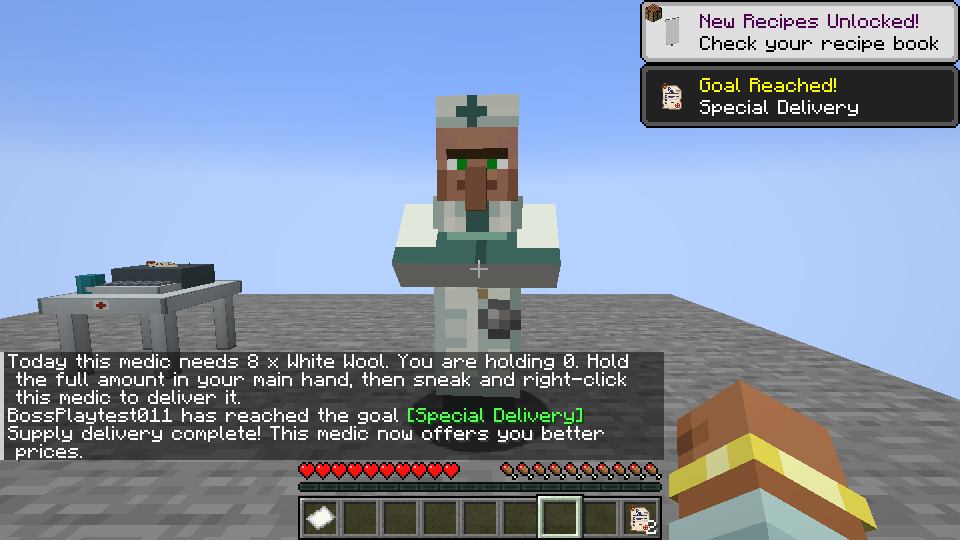 New Recipes Unlocked!
Check your recipe book
Goal Reached!
Special Delivery
Today this medic needs 8 x White Wool. You are holding 0. Hold
the full amount in your main hand, then sneak and right-click
this medic to deliver it.
BossPlaytest011 has reached the goal [Special Delivery]
Supply delivery complete! This medic now offers you better
prices.
2